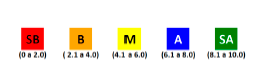 SB B M A SA
(0 a 2.0) ( 2.1 a 4.0) (4.1 a 6.0) (6.1 a 8.0) (8.1 a 10.0)